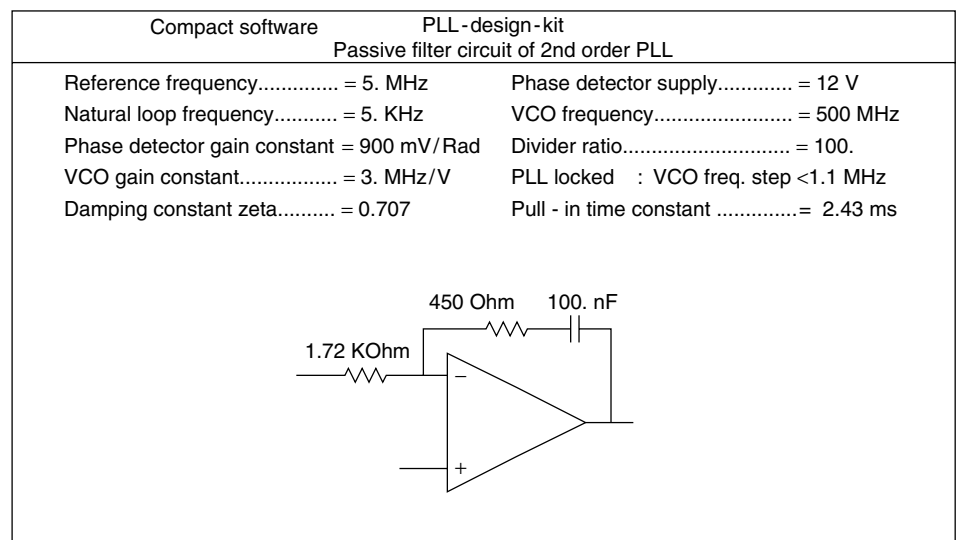 Compact software PLL-design-kit
Passive filter circuit of 2nd order PLL
Reference frequency.............. = 5. MHz Phase detector supply............. = 12 V
Natural loop frequency........... = 5. KHz VCO frequency........................ = 500 MHz
Phase detector gain constant = 900 mV/Rad Divider ratio............................. = 100.
VCO gain constant................. = 3. MHz/V PLL locked : VCO freq. step <1.1 MHz
Damping constant zeta.......... = 0.707 Pull - in time constant ..............= 2.43 ms
450 Ohm 100. nF
1.72 KOhm
−
+